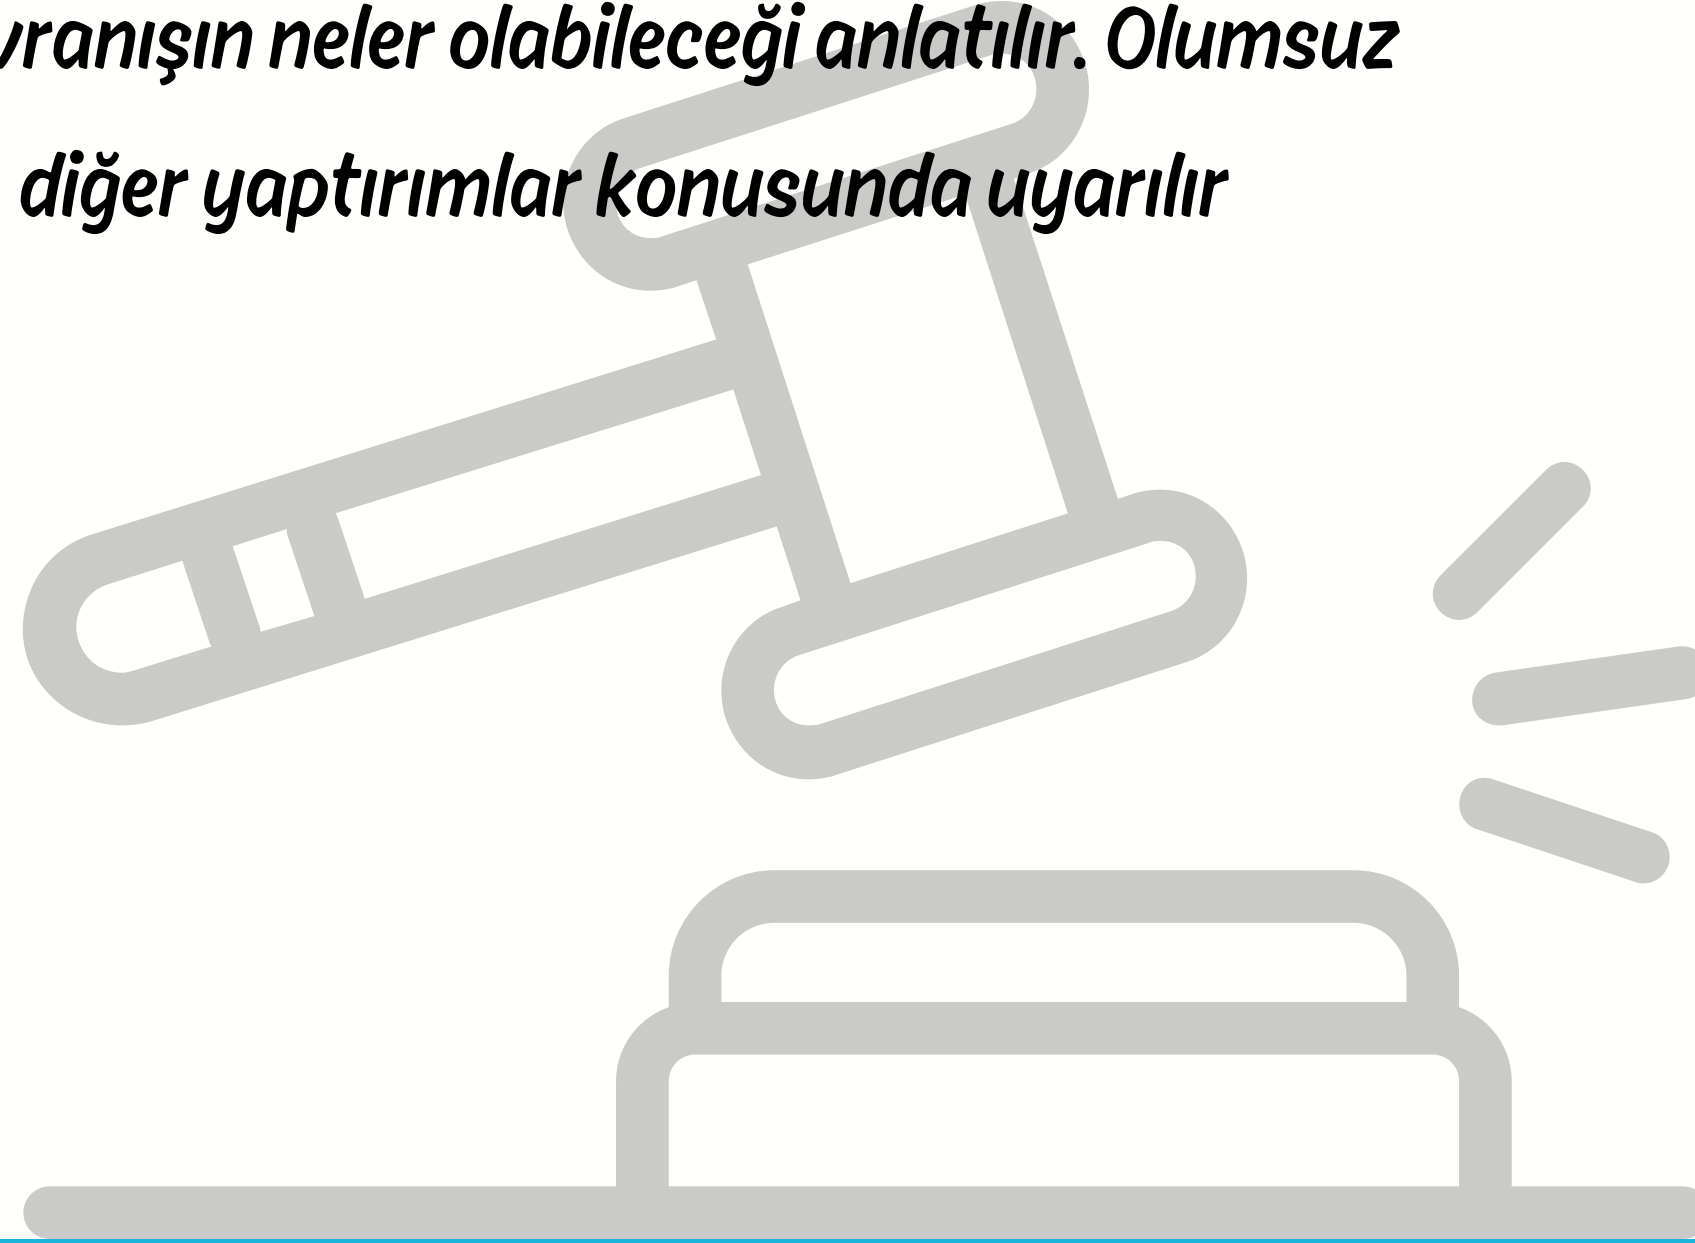 vranışın neler olabileceği anlatılır. Olumsuz
diğer yaptırımlar konusunda uyarılır